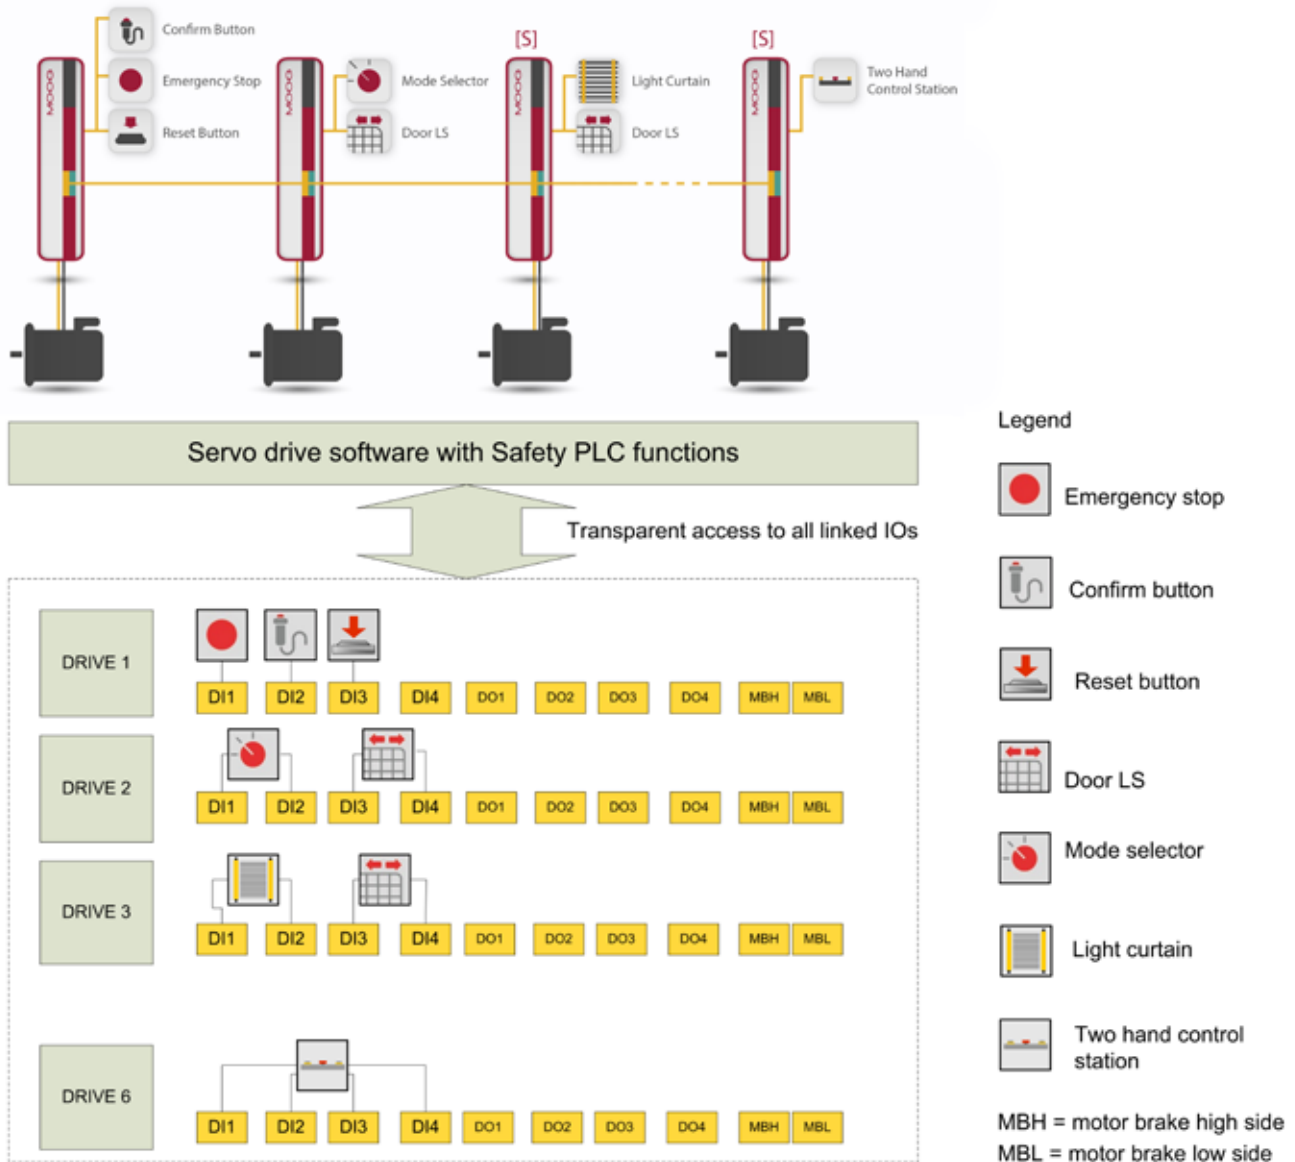 Confirm Button
Emergency Stop
Reset Button
Mode Selector
Door LS
[S]
Light Curtain
Door LS
[S]
Two Hand
Control Station
Servo drive software with Safety PLC functions
Transparent access to all linked IOs
DRIVE 1
DI1 DI2 DI3 DI4 DO1 DO2 DO3 DO4 MBH MBL
DRIVE 2
DI1 DI2 DI3 DI4 DO1 DO2 DO3 DO4 MBH MBL
DRIVE 3
DI1 DI2 DI3 DI4 DO1 DO2 DO3 DO4 MBH MBL
DRIVE 6
DI1 DI2 DI3 DI4 DO1 DO2 DO3 DO4 MBH MBL
Legend
Emergency stop
Confirm button
Reset button
Door LS
Mode selector
Light curtain
Two hand control
station
MBH = motor brake high side
MBL = motor brake low side